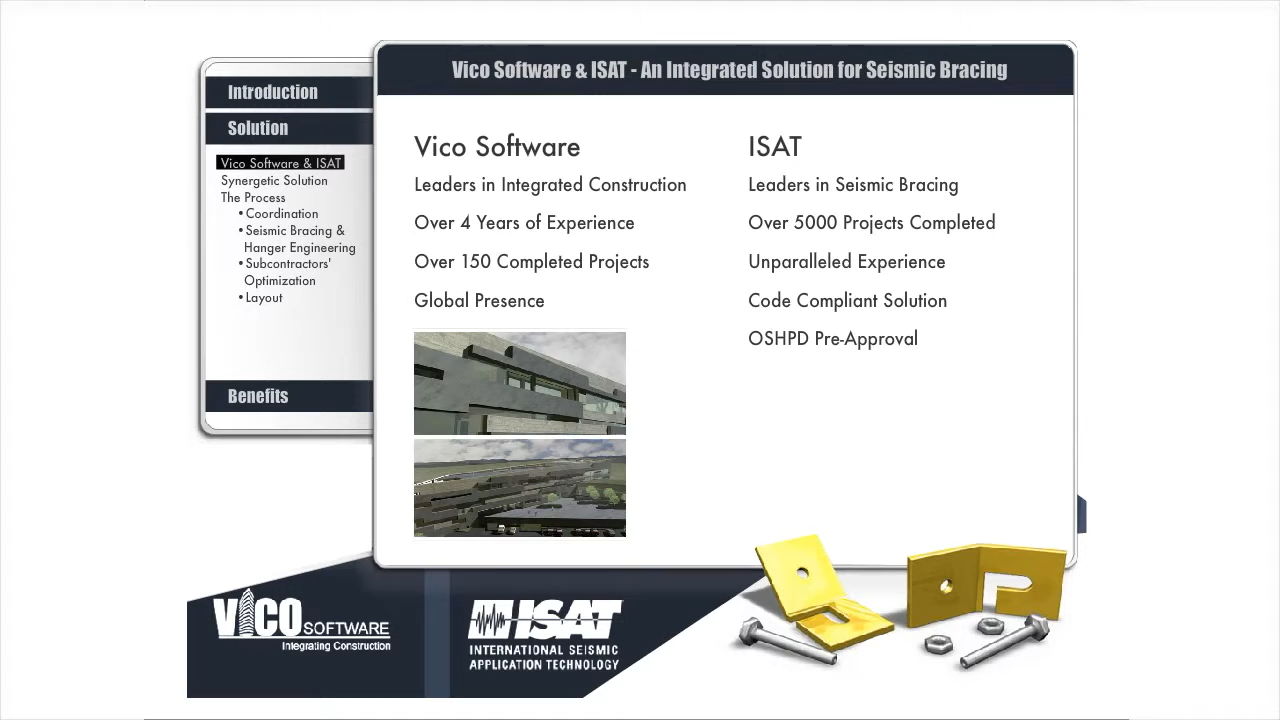 Vico Software & ISAT - An Integrated Solution for Seismic Bracing
Introduction
Solution
Vico Software & ISAT
Synergetic Solution
The Process
•Coordination
•Seismic Bracing &
Hanger Engineering
•Subcontractors'
Optimization
•Layout
Benefits
Vico Software
Leaders in Integrated Construction
Over 4 Years of Experience
Over 150 Completed Projects
Global Presence
ISAT
Leaders in Seismic Bracing
Over 5000 Projects Completed
Unparalleled Experience
Code Compliant Solution
OSHPD Pre-Approval
VICO SOFTWARE
Integrating Construction
ISAT
INTERNATIONAL SEISMIC
APPLICATION TECHNOLOGY